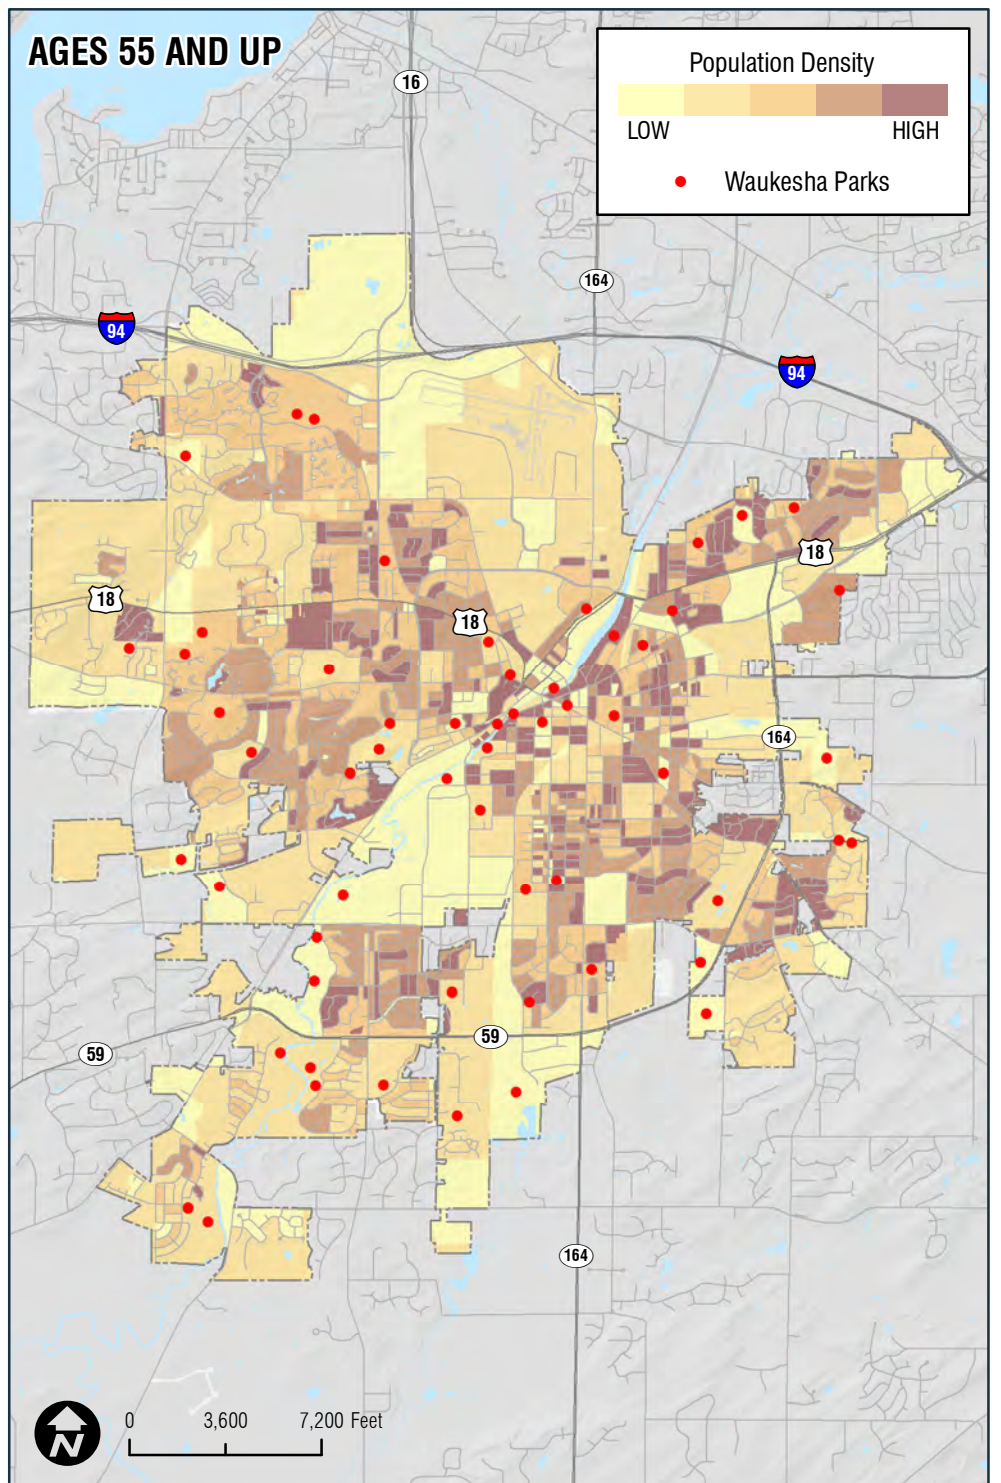 AGES 55 AND UP
Population Density
LOW HIGH
Waukesha Parks
16
164
94
94
18
18
18
164
59
59
164
N
0 3,600 7,200 Feet